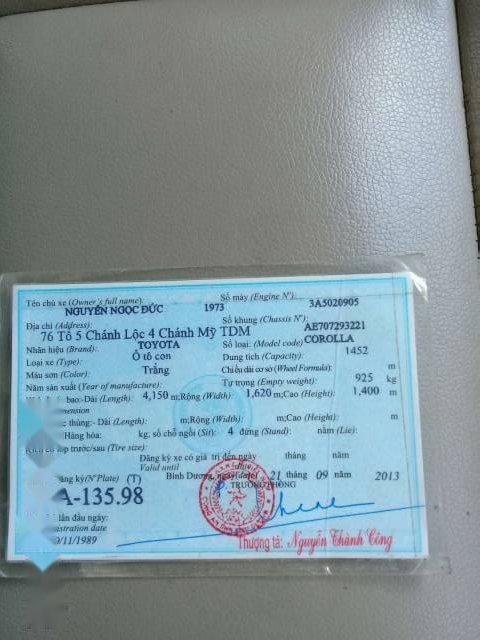 Tên chủ xe (Owner's full name): NGUYỄN NGỌC ĐỨC 1973
Số máy (Engine N°): 3A5020905
Địa chỉ (Address): 76 Tổ 5 Chánh Lộc 4 Chánh Mỹ TDM
Số khung (Chassis N°): AE707293221
Nhãn hiệu (Brand): TOYOTA
Số loại: (Model code) COROLLA
Loại xe (Type): Ô tô con
Dung tích (Capacity): 1452
Màu sơn (Color): Trắng
Chiều dài cơ sở (Wheel Formula): m
Năm sản xuất (Year of manufacture):
Tự trọng (Empty weight): 925 kg
bao: Dài (Length): 4,150 m; Rộng (Width): 1,620 m; Cao (Height): 1,400 m
mension
thùng: Dài (Length): m; Rộng (Width): m; Cao (Height): m
Hàng hóa: kg, số chỗ ngồi (Sit): 4 đứng (Stand): nằm (Lie):
lốp trước/sau (Tire size):
Đăng ký xe có giá trị đến ngày tháng năm
Valid until
ăng ký (N°Plate) (T) Bình Dương, ngày (date) 21 tháng 09 năm 2013
A-135.98
TRƯỞNG PHÒNG
lần đầu ngày:
istration date
/11/1989
Thượng tá: Nguyễn Thành Công